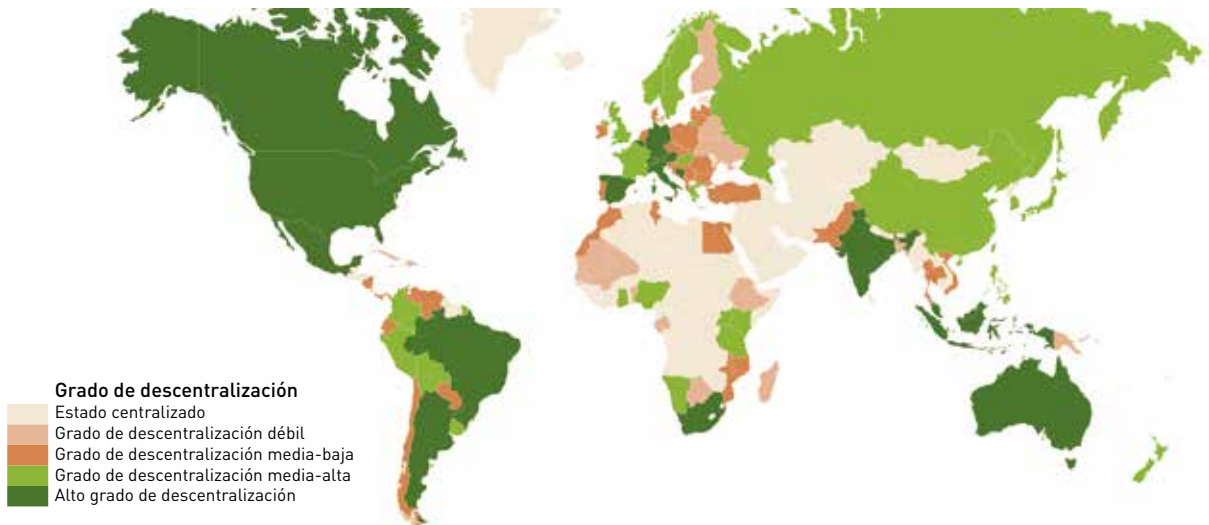 Grado de descentralización
Estado centralizado
Grado de descentralización débil
Grado de descentralización media-baja
Grado de descentralización media-alta
Alto grado de descentralización